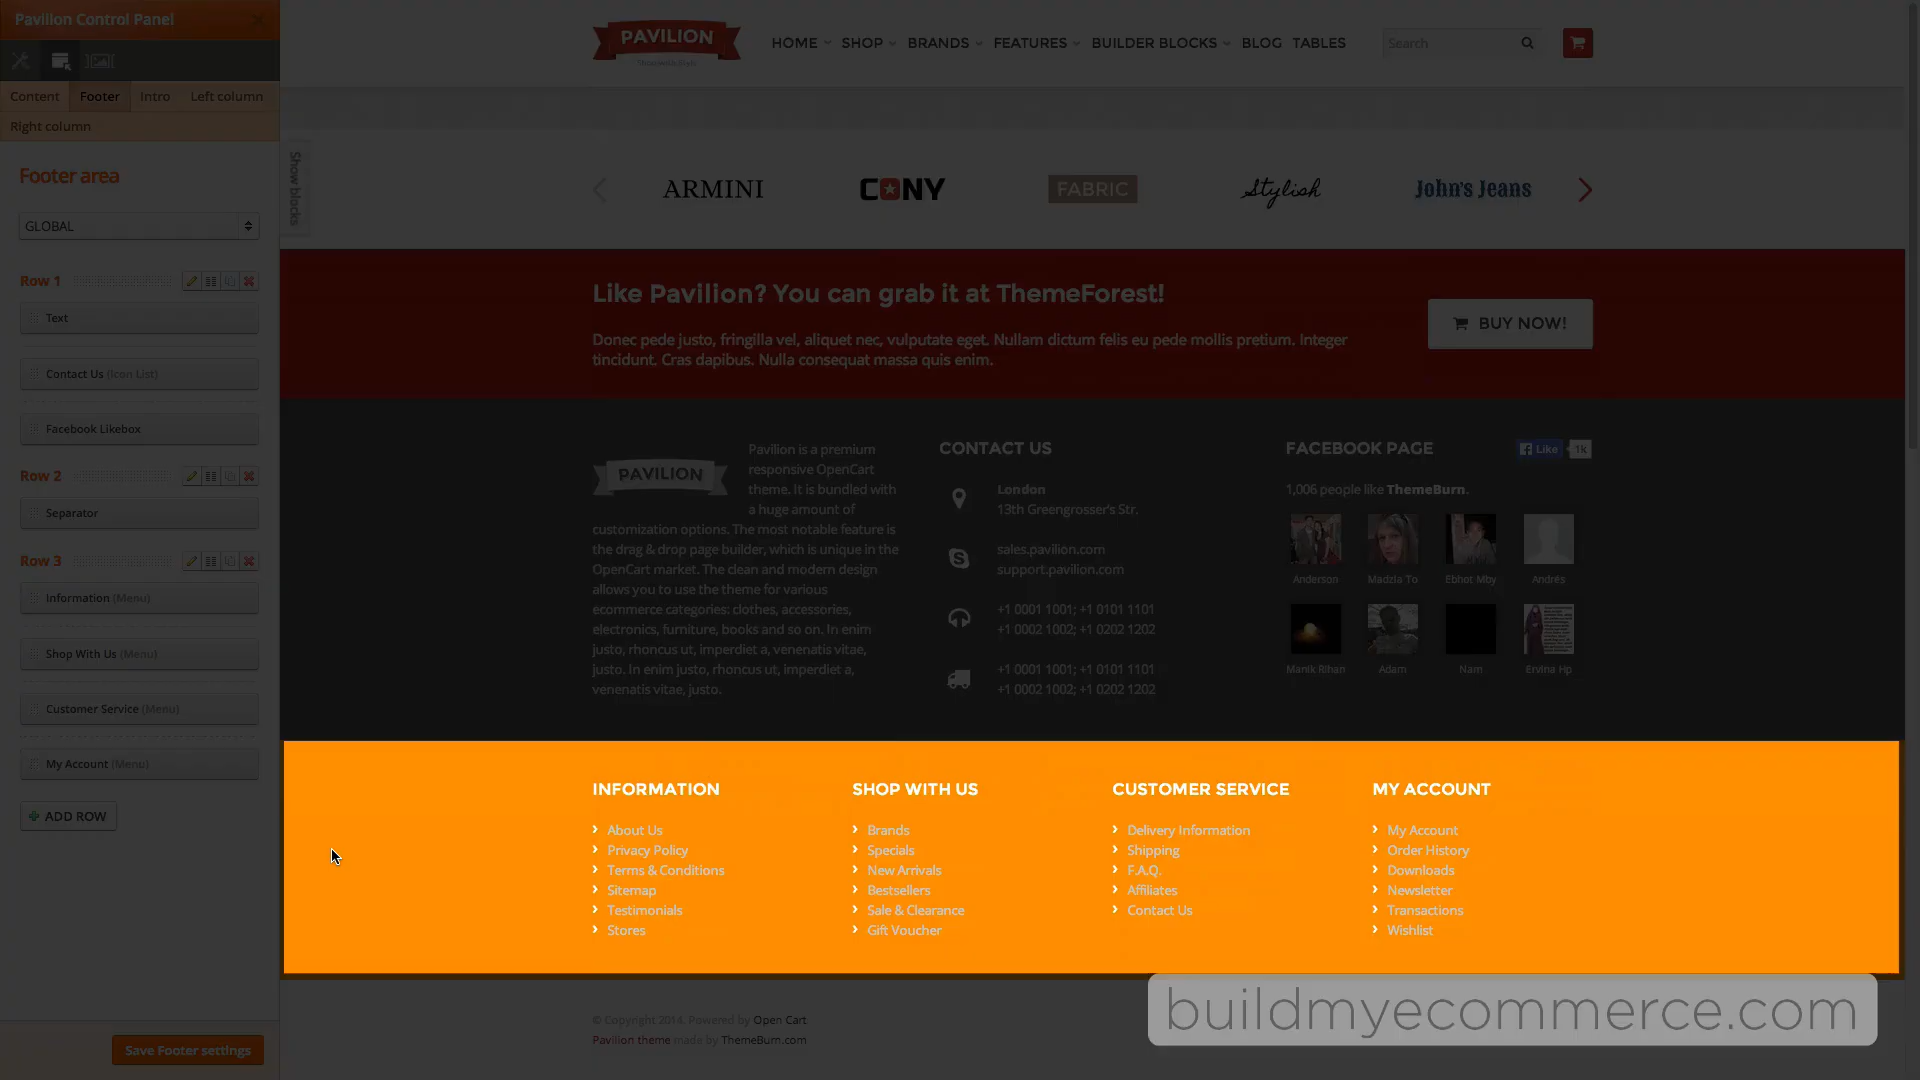 Pavilion Control Panel
Content
Footer
Intro
Left column
Right column
Footer area
GLOBAL
Row 1
Text
Contact Us (Icon List)
Facebook Likebox
Row 2
Separator
Row 3
Information (Menu)
Shop With Us (Menu)
Customer Service (Menu)
My Account (Menu)
ADD ROW
Save Footer settings
Show blocks
PAVILION
HOME
SHOP
BRANDS
FEATURES
BUILDER BLOCKS
BLOG
TABLES
Search
ARMINI
CONY
FABRIC
Stylish
John's Jeans
Like Pavilion? You can grab it at ThemeForest!
Donec pede justo, fringilla vel, aliquet nec, vulputate eget. Nullam dictum felis eu pede mollis pretium. Integer
tincidunt. Cras dapibus. Nulla consequat massa quis enim.
BUY NOW!
PAVILION
Pavilion is a premium
responsive OpenCart
theme. It is bundled with
a huge amount of
customization options. The most notable feature is
the drag & drop page builder, which is unique in the
OpenCart market. The clean and modern design
allows you to use the theme for various
ecommerce categories: clothes, accessories,
electronics, furniture, books and so on. In enim
justo, rhoncus ut, imperdiet a, venenatis vitae,
justo. In enim justo, rhoncus ut, imperdiet a,
venenatis vitae, justo.
CONTACT US
London
13th Greengrosser's Str.
sales.pavilion.com
support.pavilion.com
+1 0001 1001; +1 0101 1101
+1 0002 1002; +1 0202 1202
+1 0001 1001; +1 0101 1101
+1 0002 1002; +1 0202 1202
FACEBOOK PAGE
Like
1k
1,006 people like ThemeBurn.
Anderson
Madzia To
Ebhot Mby
Andrés
Manik Rihan
Adam
Nam
Ervina Hp
INFORMATION
About Us
Privacy Policy
Terms & Conditions
Sitemap
Testimonials
Stores
SHOP WITH US
Brands
Specials
New Arrivals
Bestsellers
Sale & Clearance
Gift Voucher
CUSTOMER SERVICE
Delivery Information
Shipping
F.A.Q.
Affiliates
Contact Us
MY ACCOUNT
My Account
Order History
Downloads
Newsletter
Transactions
Wishlist
© Copyright 2014. Powered by Open Cart
Pavilion theme made by ThemeBurn.com
buildmyecommerce.com